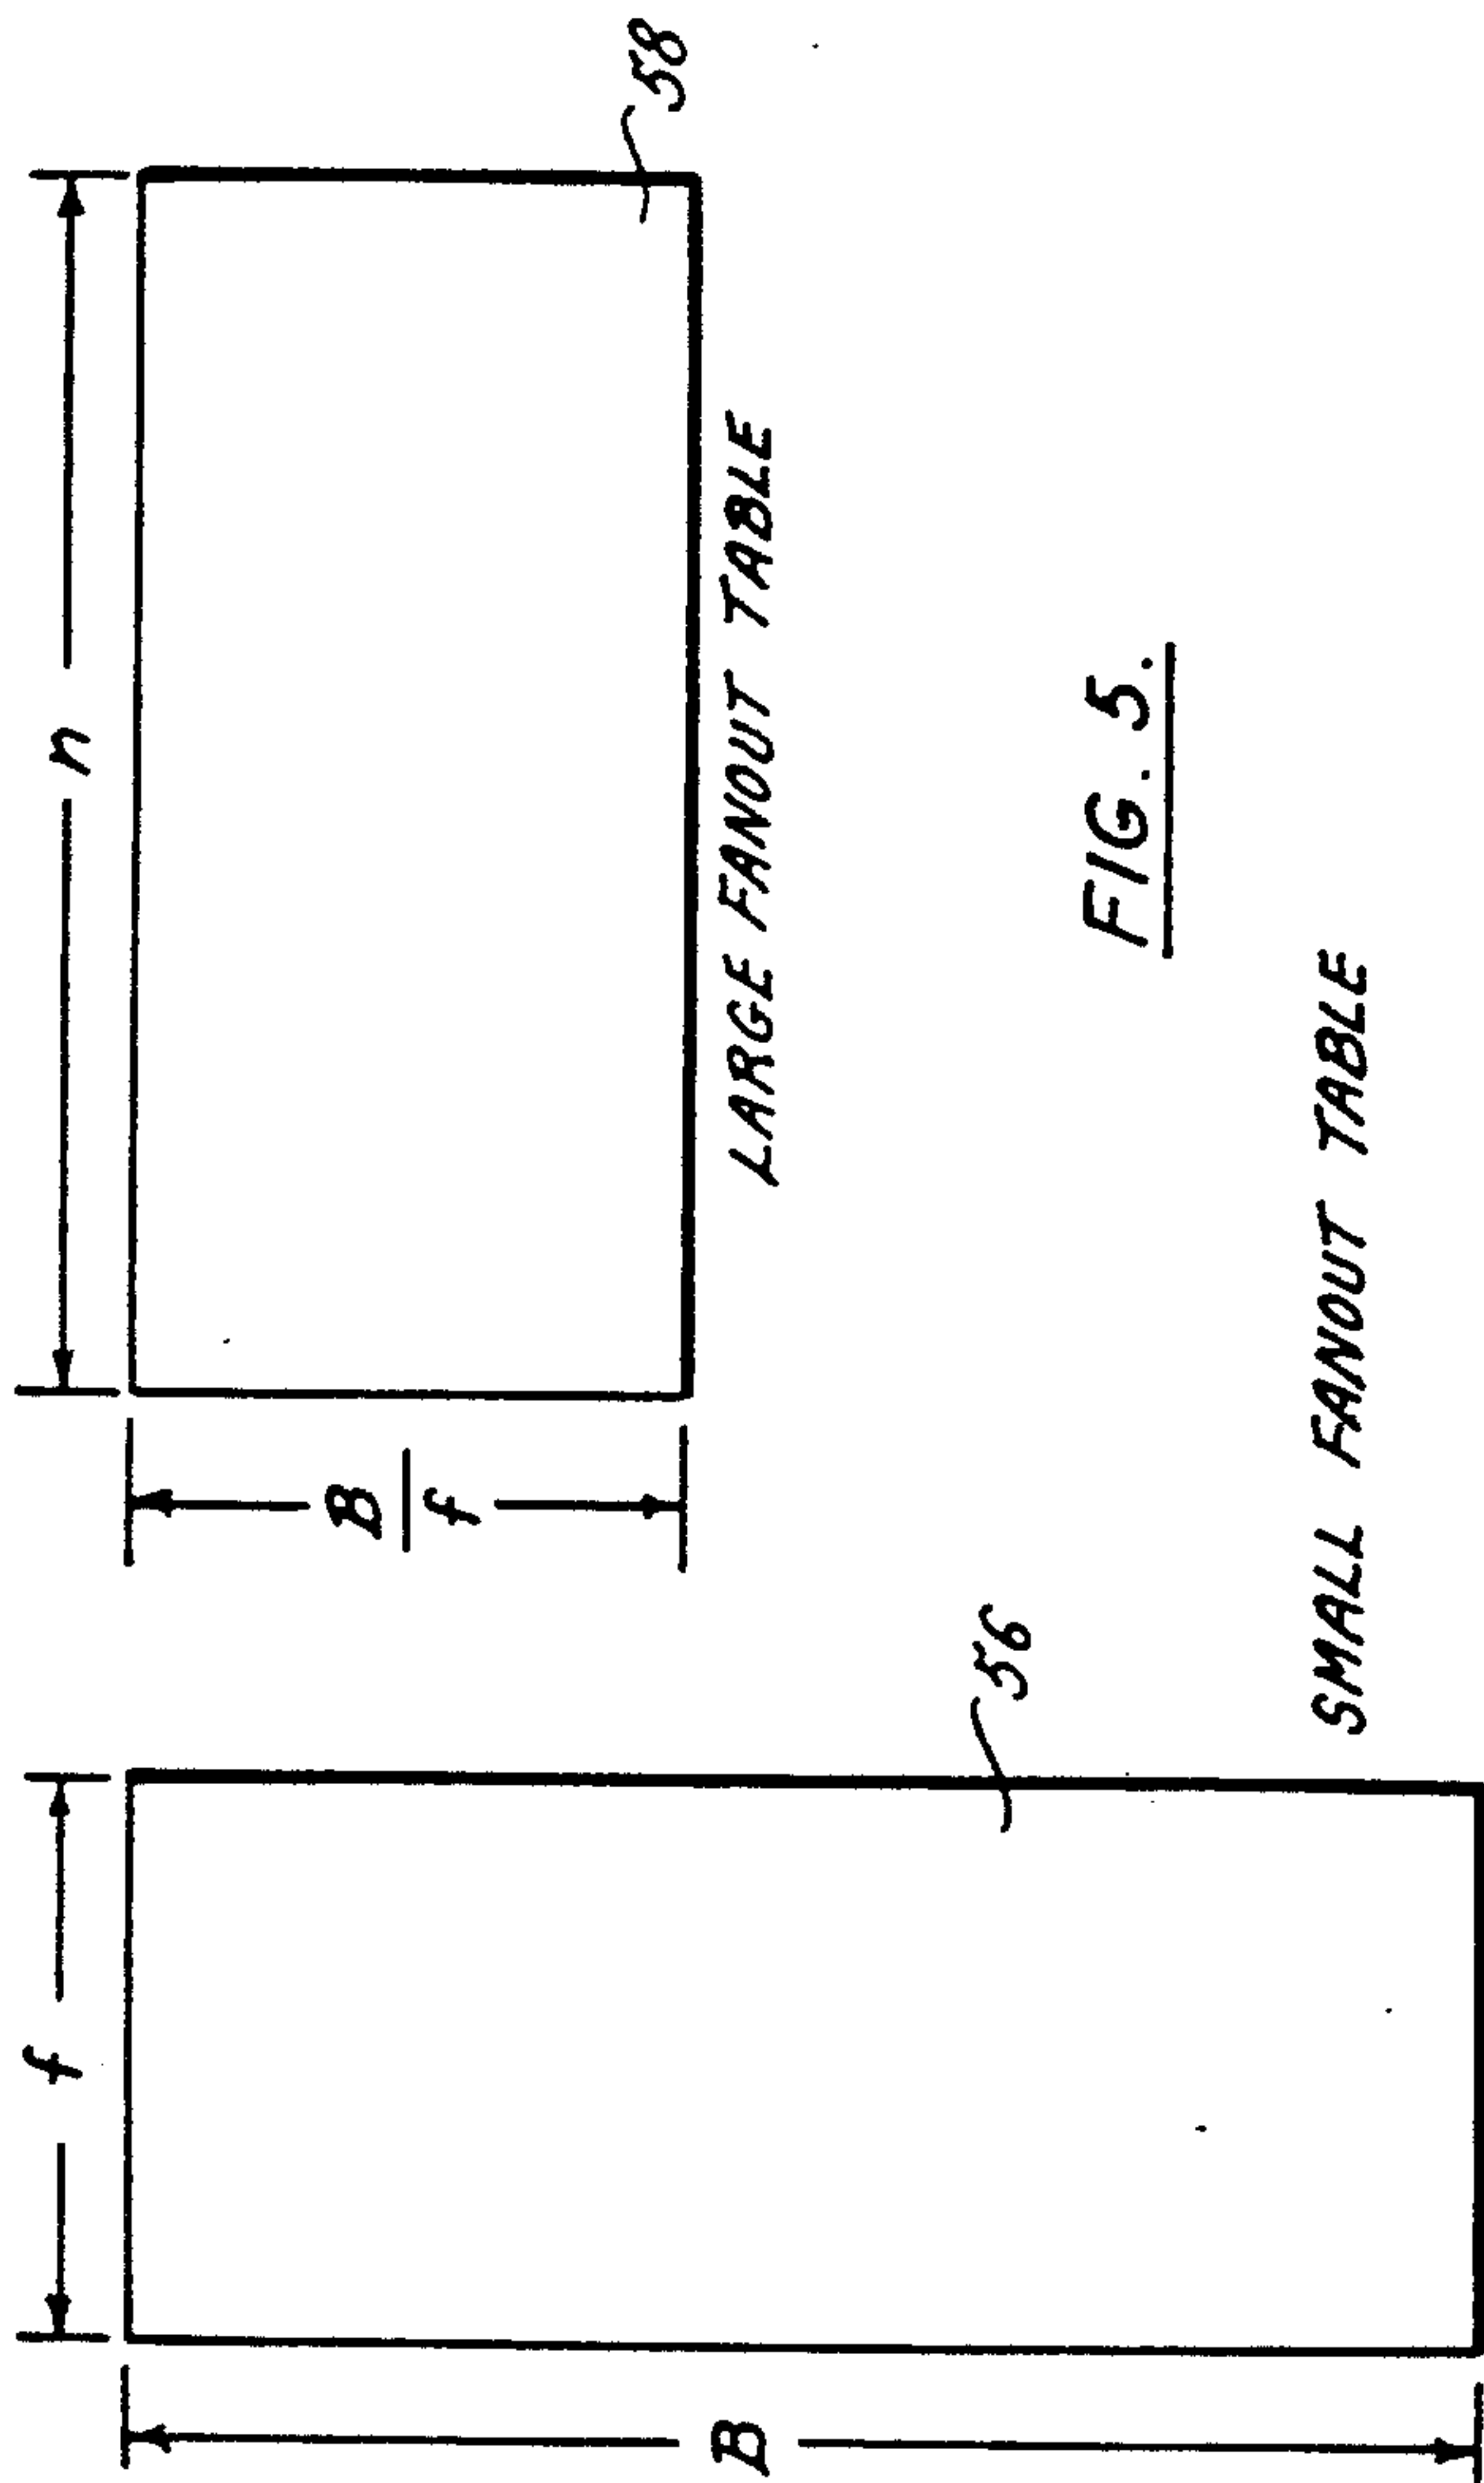 f
n
B
f
58
B
LARGE FANOUT TABLE
56
FIG. 5.
SMALL FANOUT TABLE